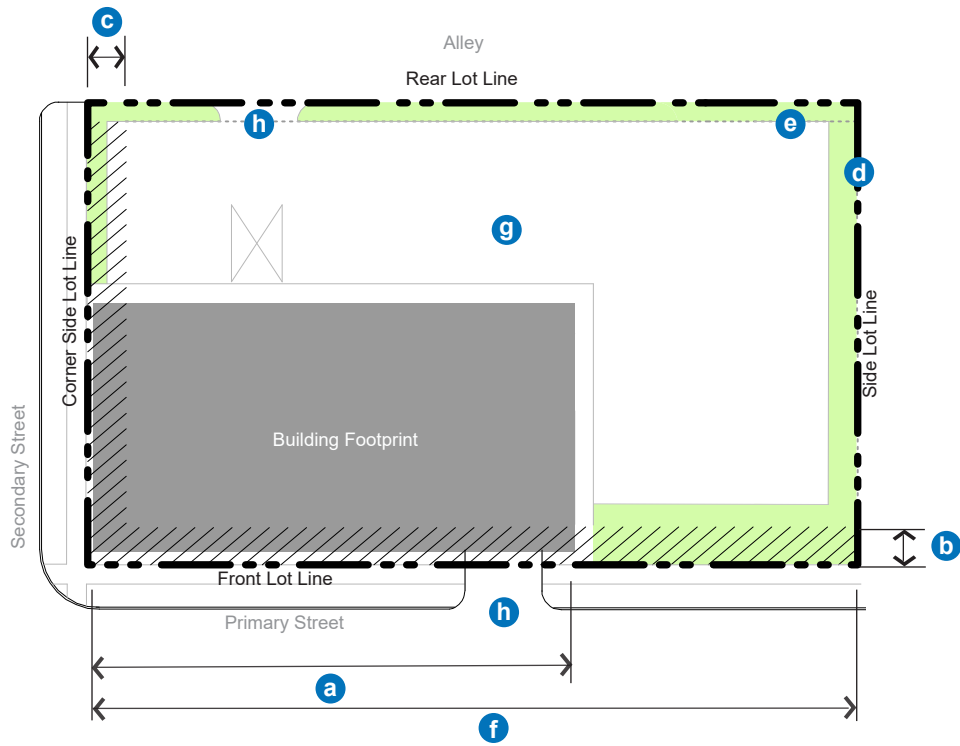 c
Alley
Rear Lot Line
h
e
d
g
Corner Side Lot Line
Side Lot Line
Secondary Street
Building Footprint
b
Front Lot Line
h
Primary Street
a
f